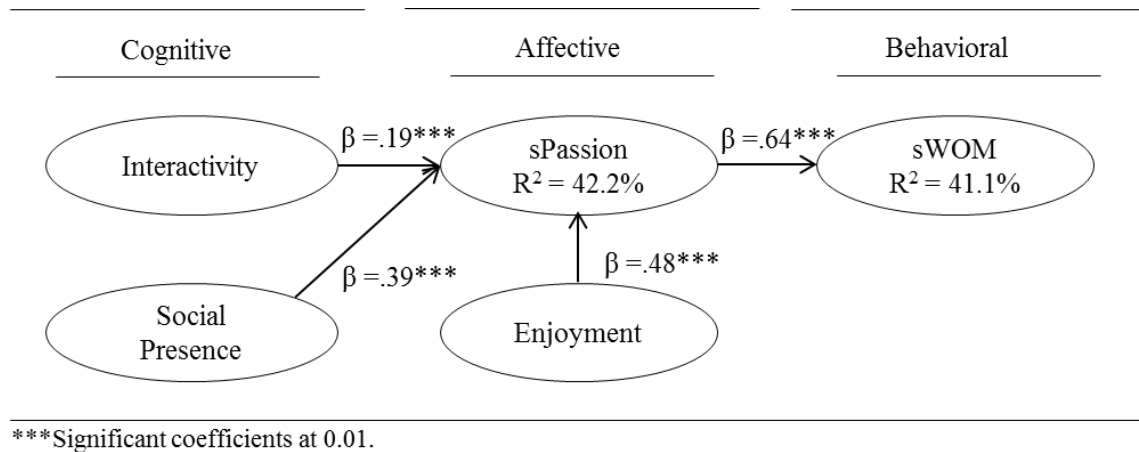 Cognitive
Affective
Behavioral
Interactivity
β =.19***
sPassion
R² = 42.2%
β =.64***
sWOM
R² = 41.1%
Social
Presence
β =.39***
β =.48***
Enjoyment
***Significant coefficients at 0.01.